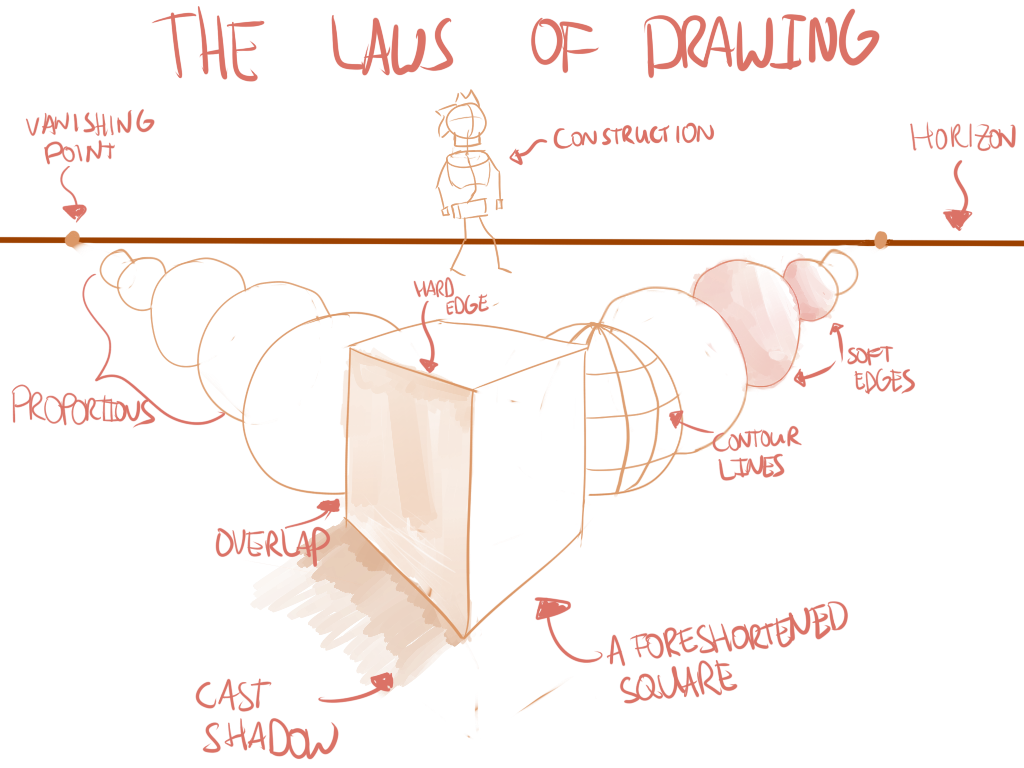 THE LAWS OF DRAWING
VANISHING
POINT
CONSTRUCTION
HORIZON
HARD
EDGE
PROPORTIONS
SOFT
EDGES
CONTOUR
LINES
OVERLAP
A FORESHORTENED
SQUARE
CAST
SHADOW